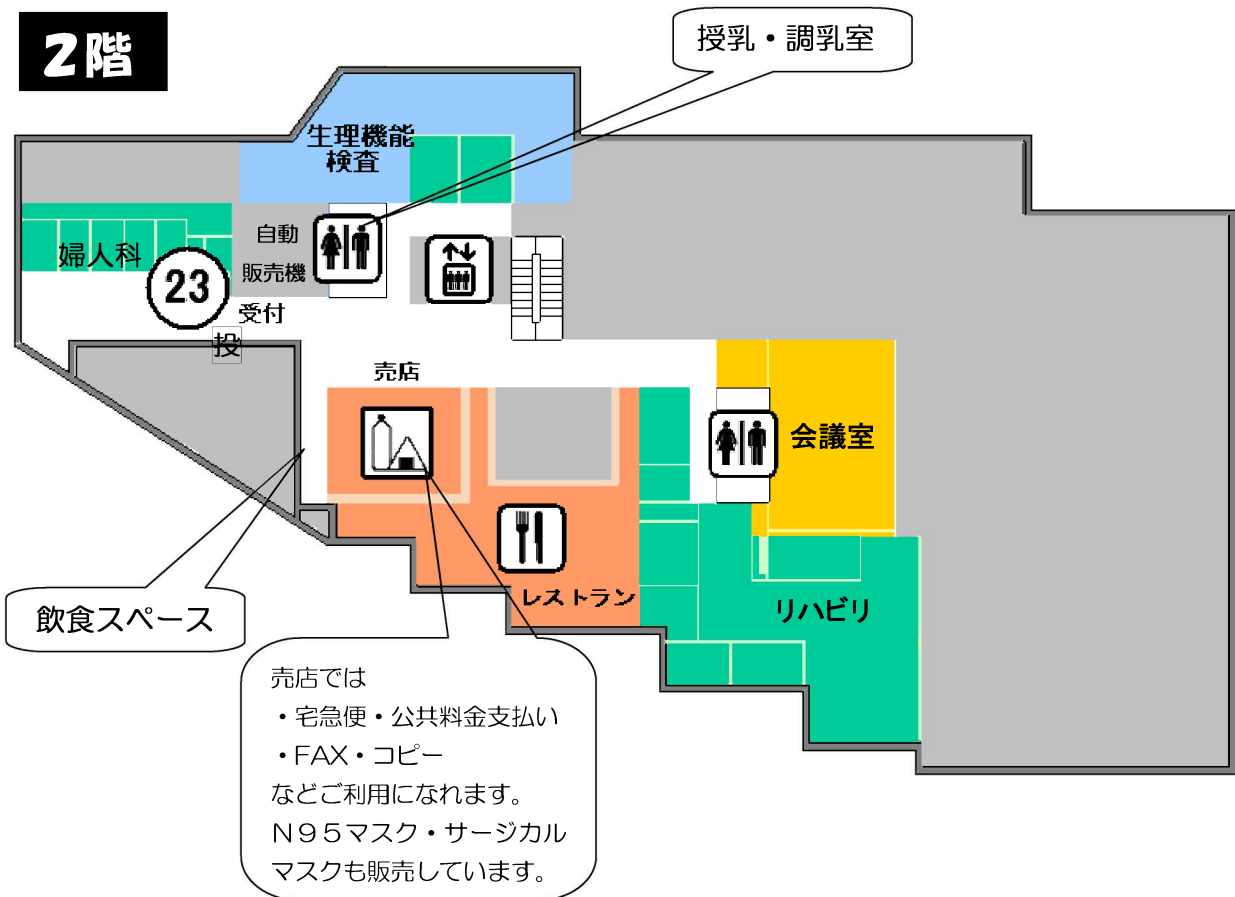 2階
授乳・調乳室
生理機能
検査
自動
販売機
婦人科
23
受付
投
売店
会議室
レストラン
リハビリ
飲食スペース
売店では
・宅急便・公共料金支払い
・FAX・コピー
などご利用になれます。
N95マスク・サージカル
マスクも販売しています。